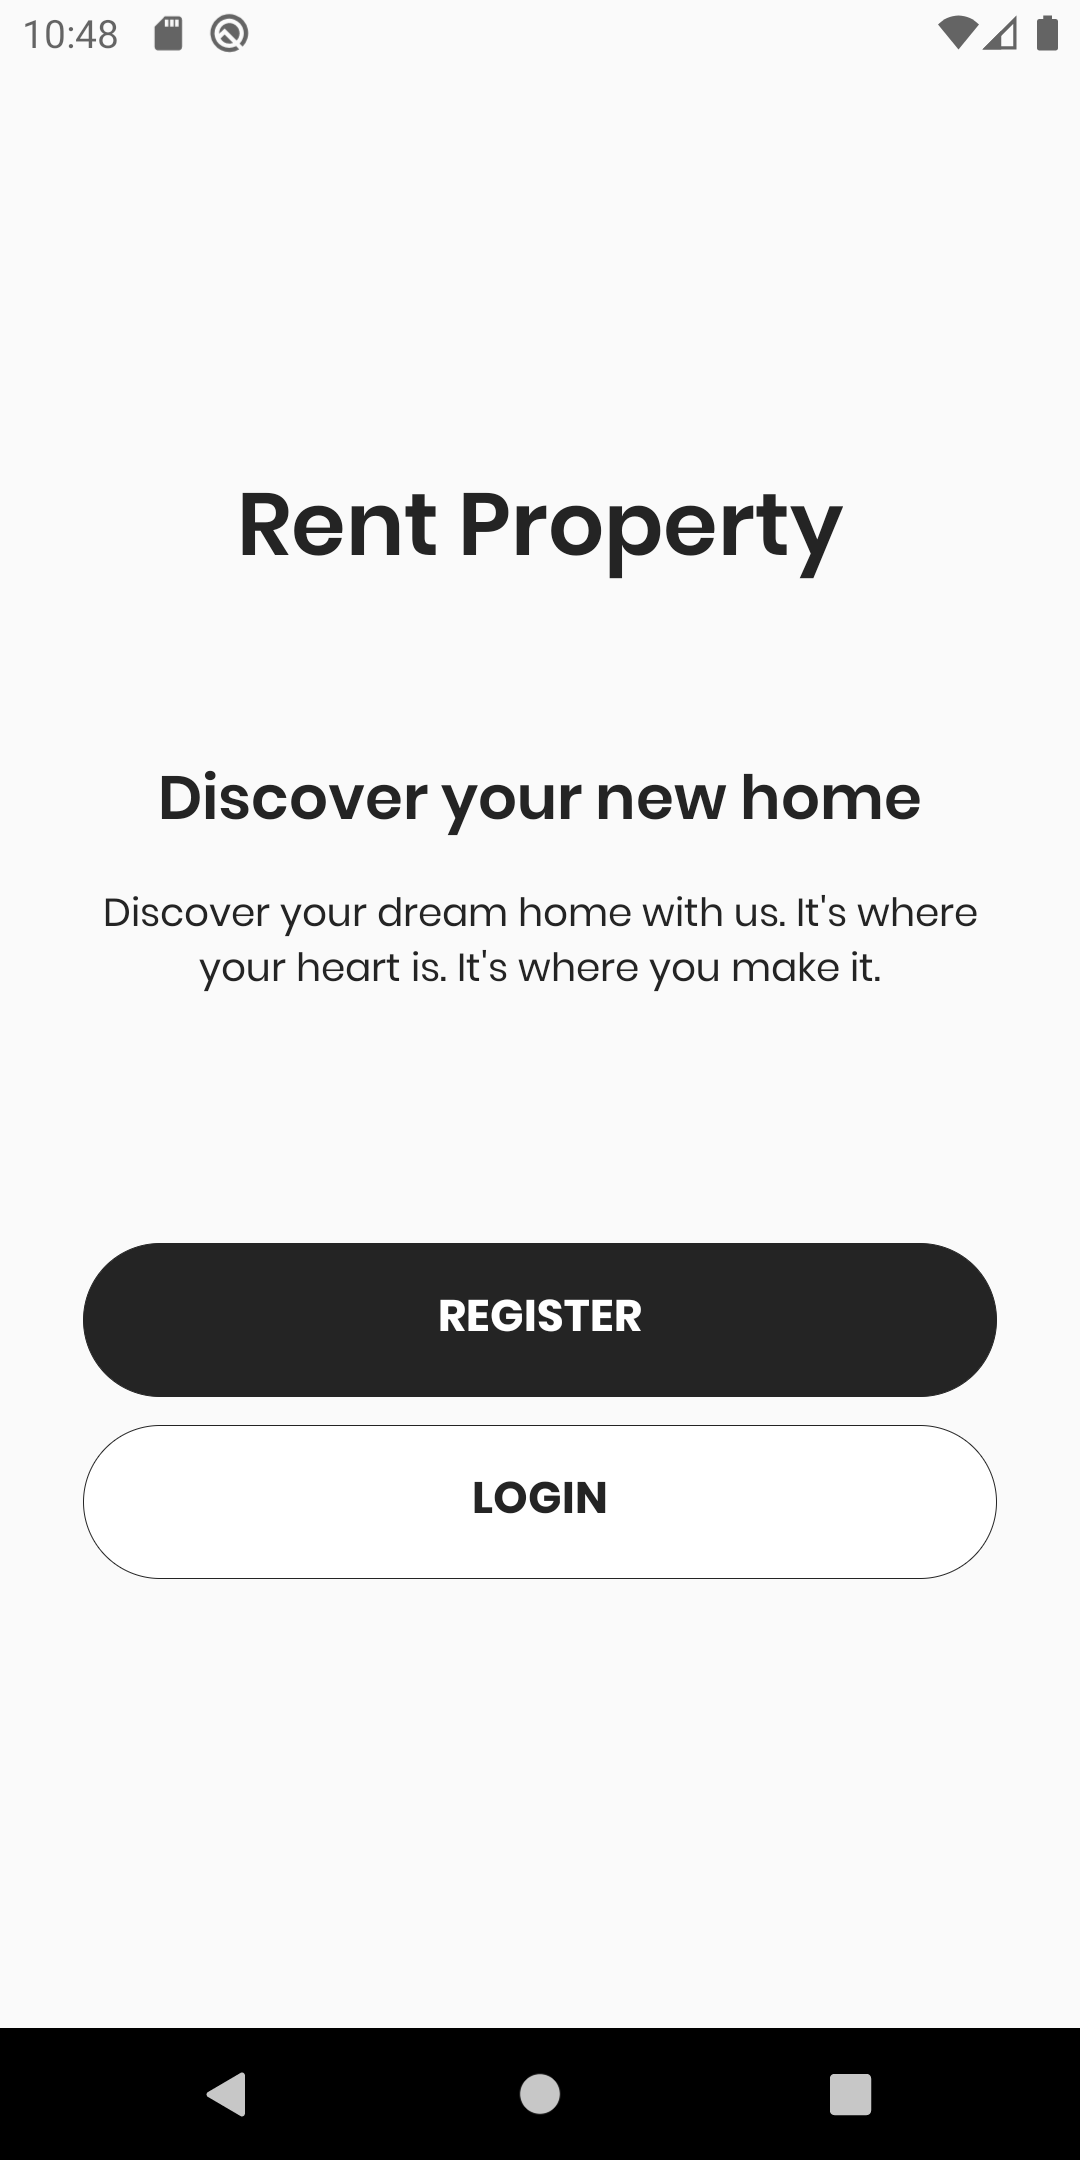 10:48
Rent Property
Discover your new home
Discover your dream home with us. It's where
your heart is. It's where you make it.
REGISTER
LOGIN